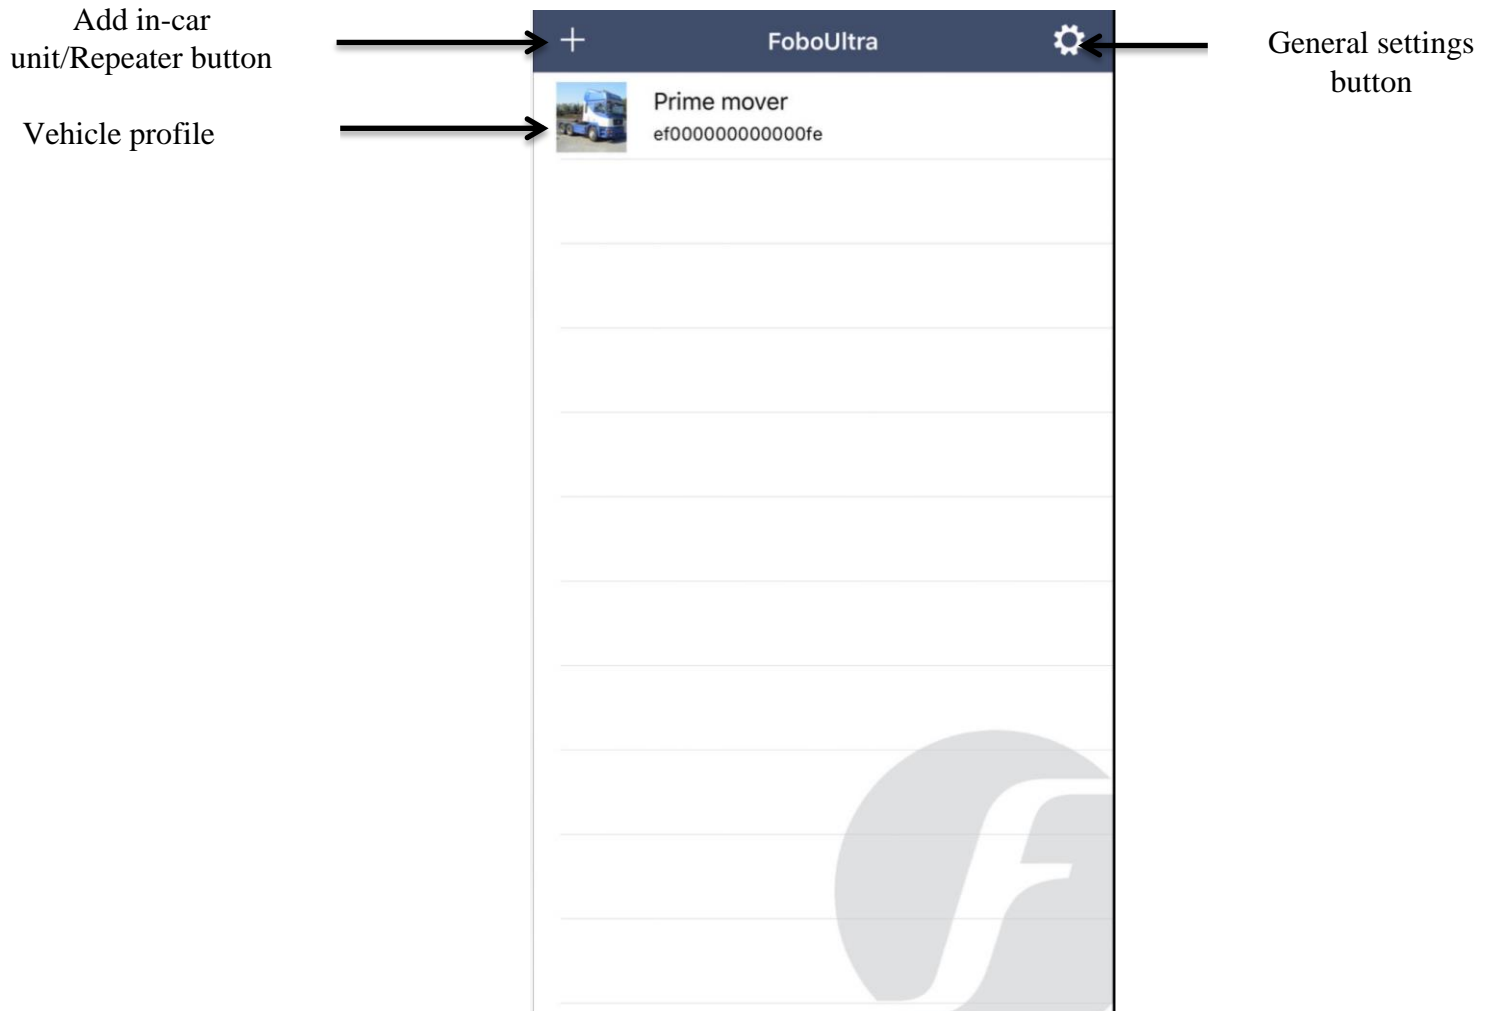 Add in-car
unit/Repeater button
FoboUltra
General settings
button
Vehicle profile
Prime mover
ef000000000000fe